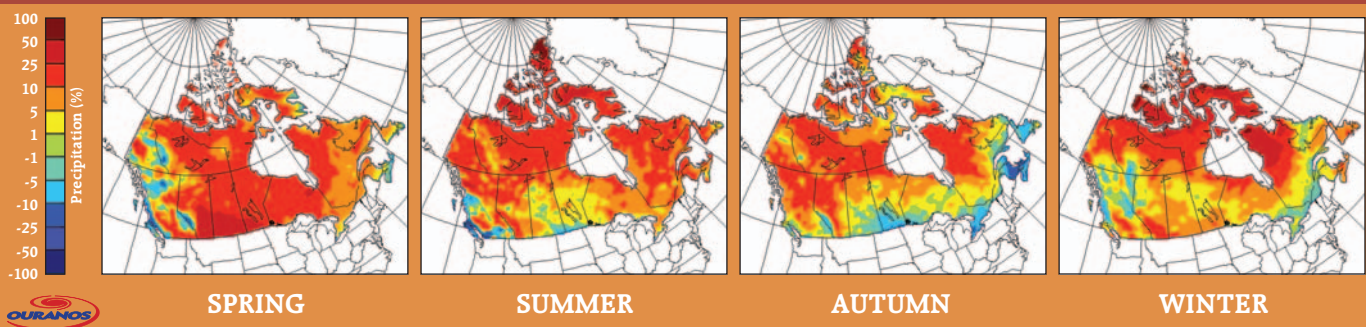 100
50
25
10
5
1
-1
-5
-10
-25
-50
-100
Precipitation (%)
OURANOS
SPRING
SUMMER
AUTUMN
WINTER